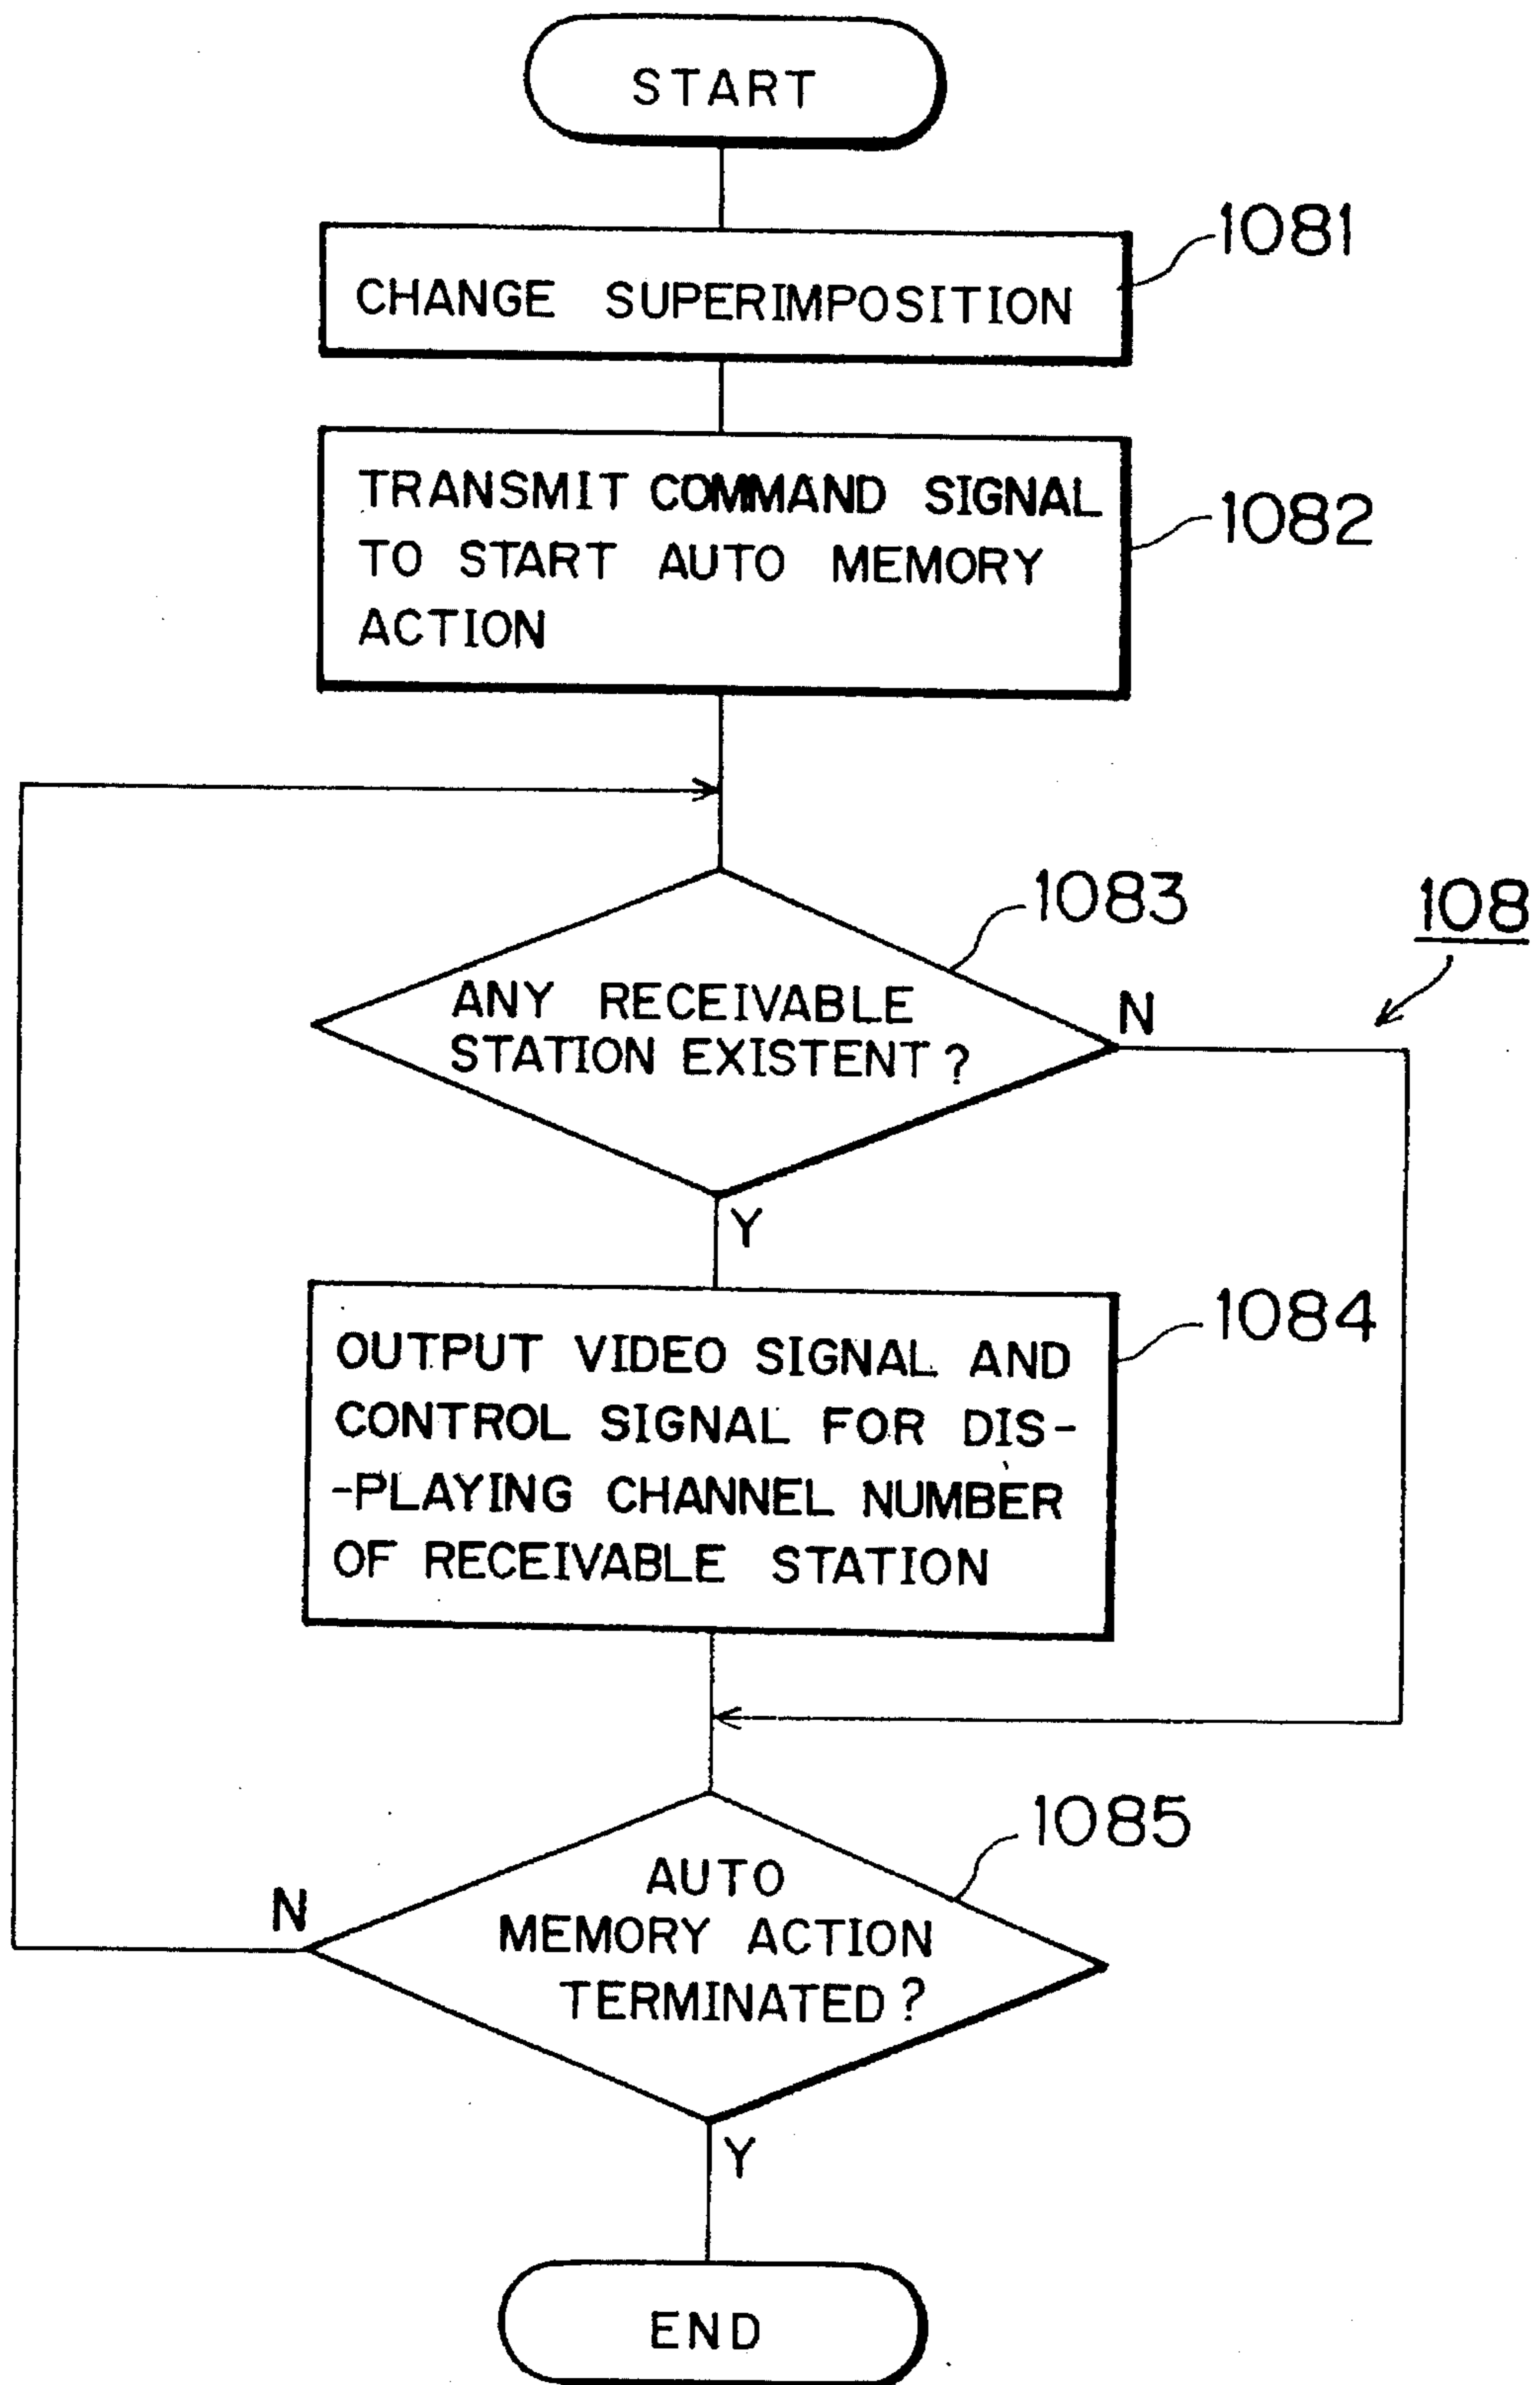 START
CHANGE SUPERIMPOSITION
1081
TRANSMIT COMMAND SIGNAL
TO START AUTO MEMORY
ACTION
1082
ANY RECEIVABLE
STATION EXISTENT ?
1083
108
N
Y
OUTPUT VIDEO SIGNAL AND
CONTROL SIGNAL FOR DIS-
-PLAYING CHANNEL NUMBER
OF RECEIVABLE STATION
1084
AUTO
MEMORY ACTION
TERMINATED ?
1085
N
Y
END